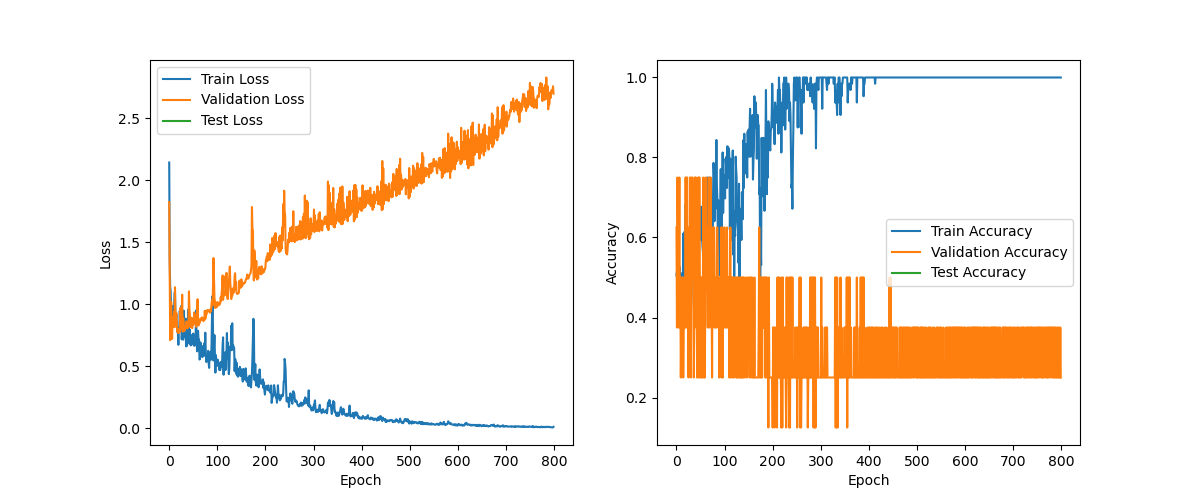 Train Loss
Validation Loss
Test Loss
2.5
2.0
1.5
1.0
0.5
0.0
Loss
0 100 200 300 400 500 600 700 800
Epoch
1.0
0.8
0.6
0.4
0.2
Accuracy
Train Accuracy
Validation Accuracy
Test Accuracy
0 100 200 300 400 500 600 700 800
Epoch